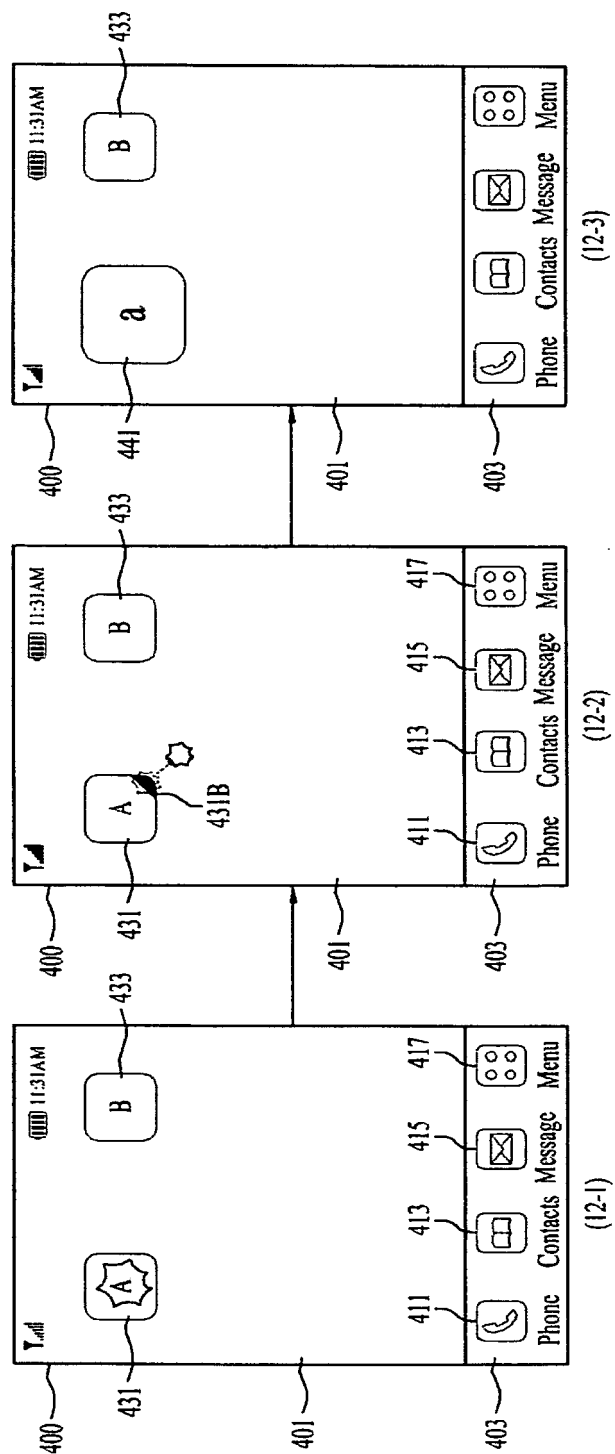 400
11:31AM
433
A
B
431
401
411
413
415
417
403
Phone Contacts Message Menu
(12-1)
400
11:31AM
433
A
B
431
431B
401
411
413
415
417
403
Phone Contacts Message Menu
(12-2)
400
11:31AM
433
a
B
441
401
403
Phone Contacts Message Menu
(12-3)